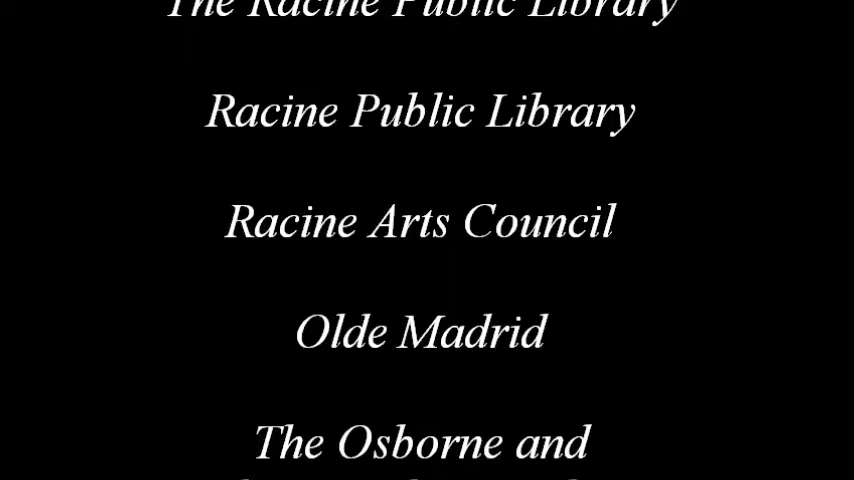 The Racine Public Library
Racine Public Library
Racine Arts Council
Olde Madrid
The Osborne and